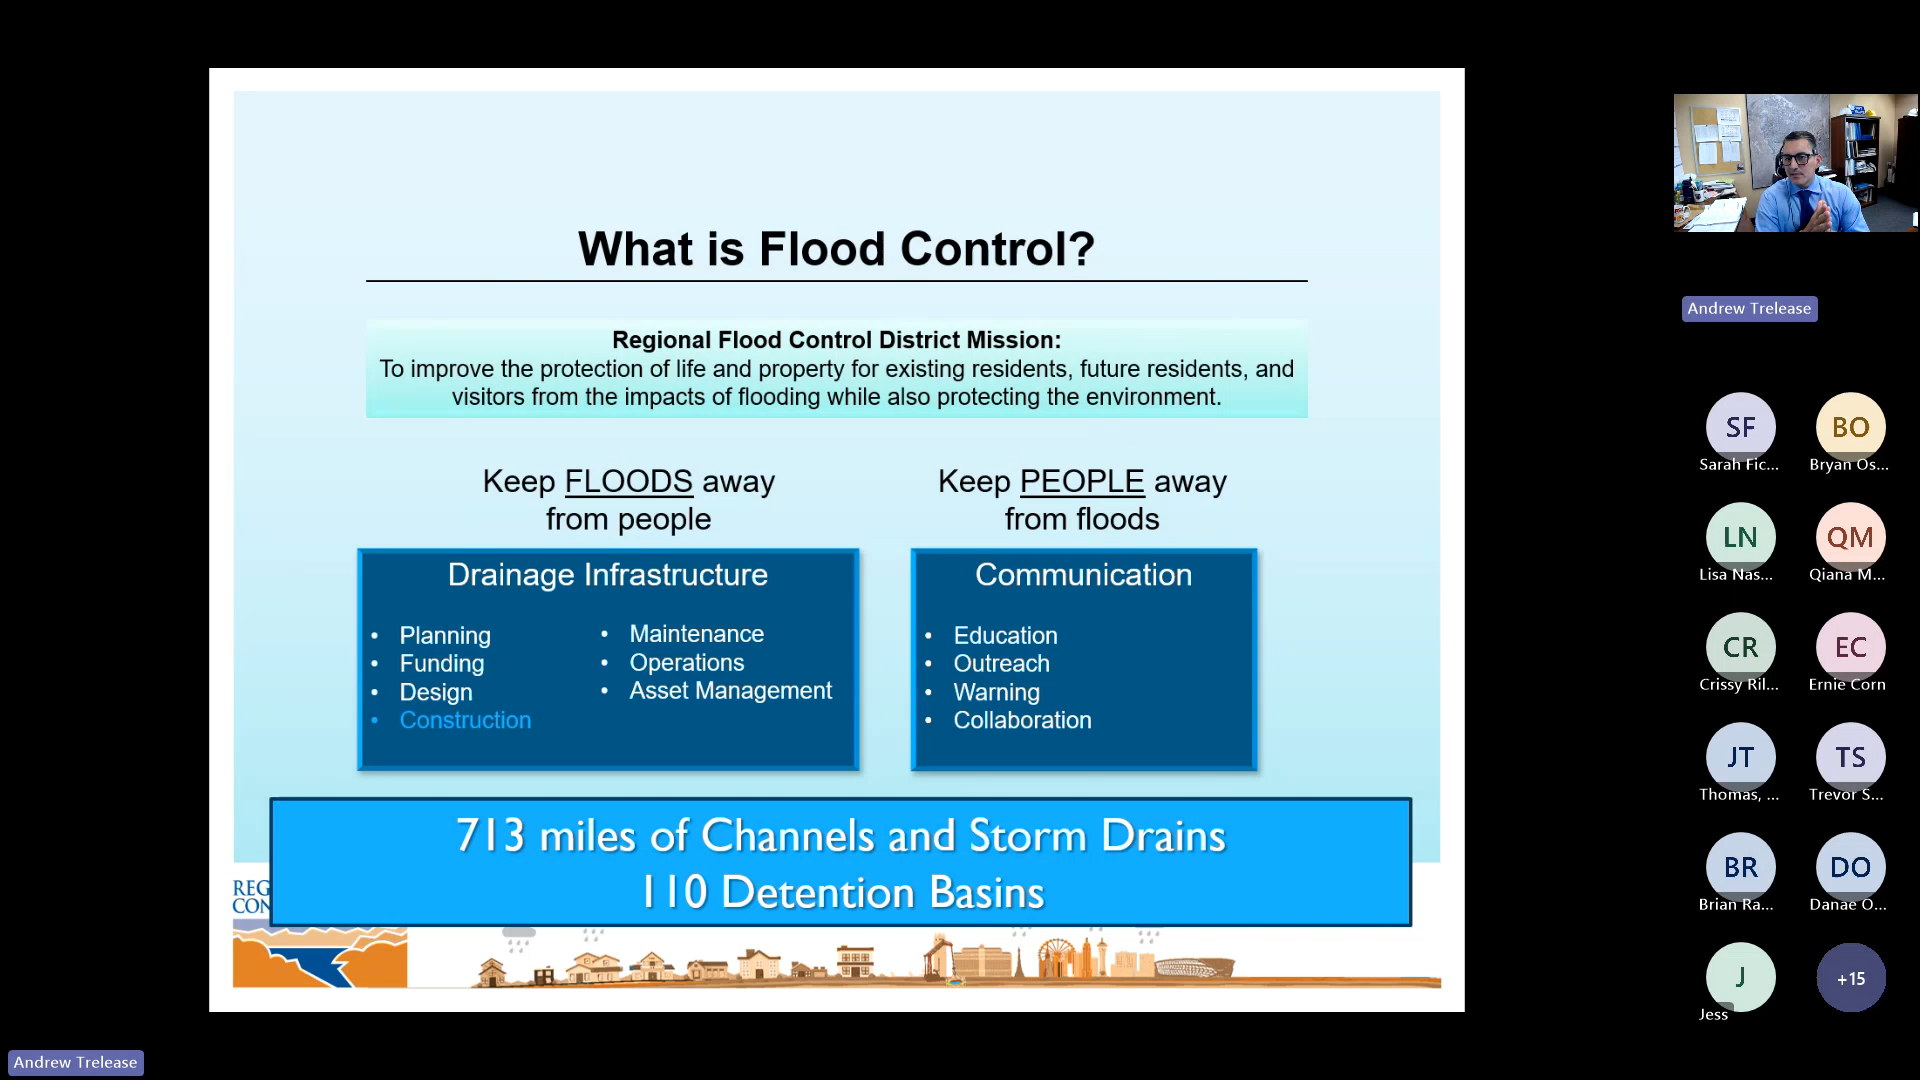 What is Flood Control?
Regional Flood Control District Mission:
To improve the protection of life and property for existing residents, future residents, and
visitors from the impacts of flooding while also protecting the environment.
Keep FLOODS away
from people
Drainage Infrastructure
• Planning
• Funding
• Design
• Construction
• Maintenance
• Operations
• Asset Management
Keep PEOPLE away
from floods
Communication
• Education
• Outreach
• Warning
• Collaboration
713 miles of Channels and Storm Drains
110 Detention Basins
REG
CON
Andrew Trelease
SF
Sarah Fic...
BO
Bryan Os...
LN
Lisa Nas...
QM
Qiana M...
CR
Crissy Ril...
EC
Ernie Corn
JT
Thomas, ...
TS
Trevor S...
BR
Brian Ra...
DO
Danae O...
J
Jess
+15
Andrew Trelease